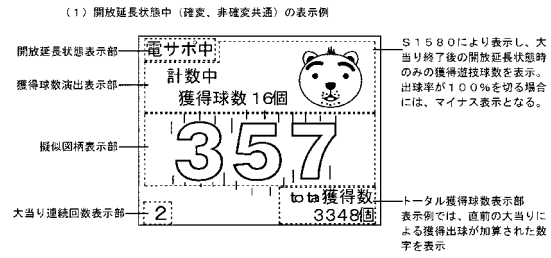 （１）開放延長状態中（確変、非確変共通）の表示例
開放延長状態表示部
獲得球数演出表示部
擬似図柄表示部
大当り連続回数表示部
電サポ中
計数中
獲得球数 16個
357
2
total獲得数
3348個
Ｓ１５８０により表示し、大
当り終了後の開放延長状態時
のみの獲得遊技球数を表示。
出球率が１００％を切る場合
には、マイナス表示となる。
トータル獲得球数表示部
表示例では、直前の大当りに
よる獲得出球が加算された数
字を表示